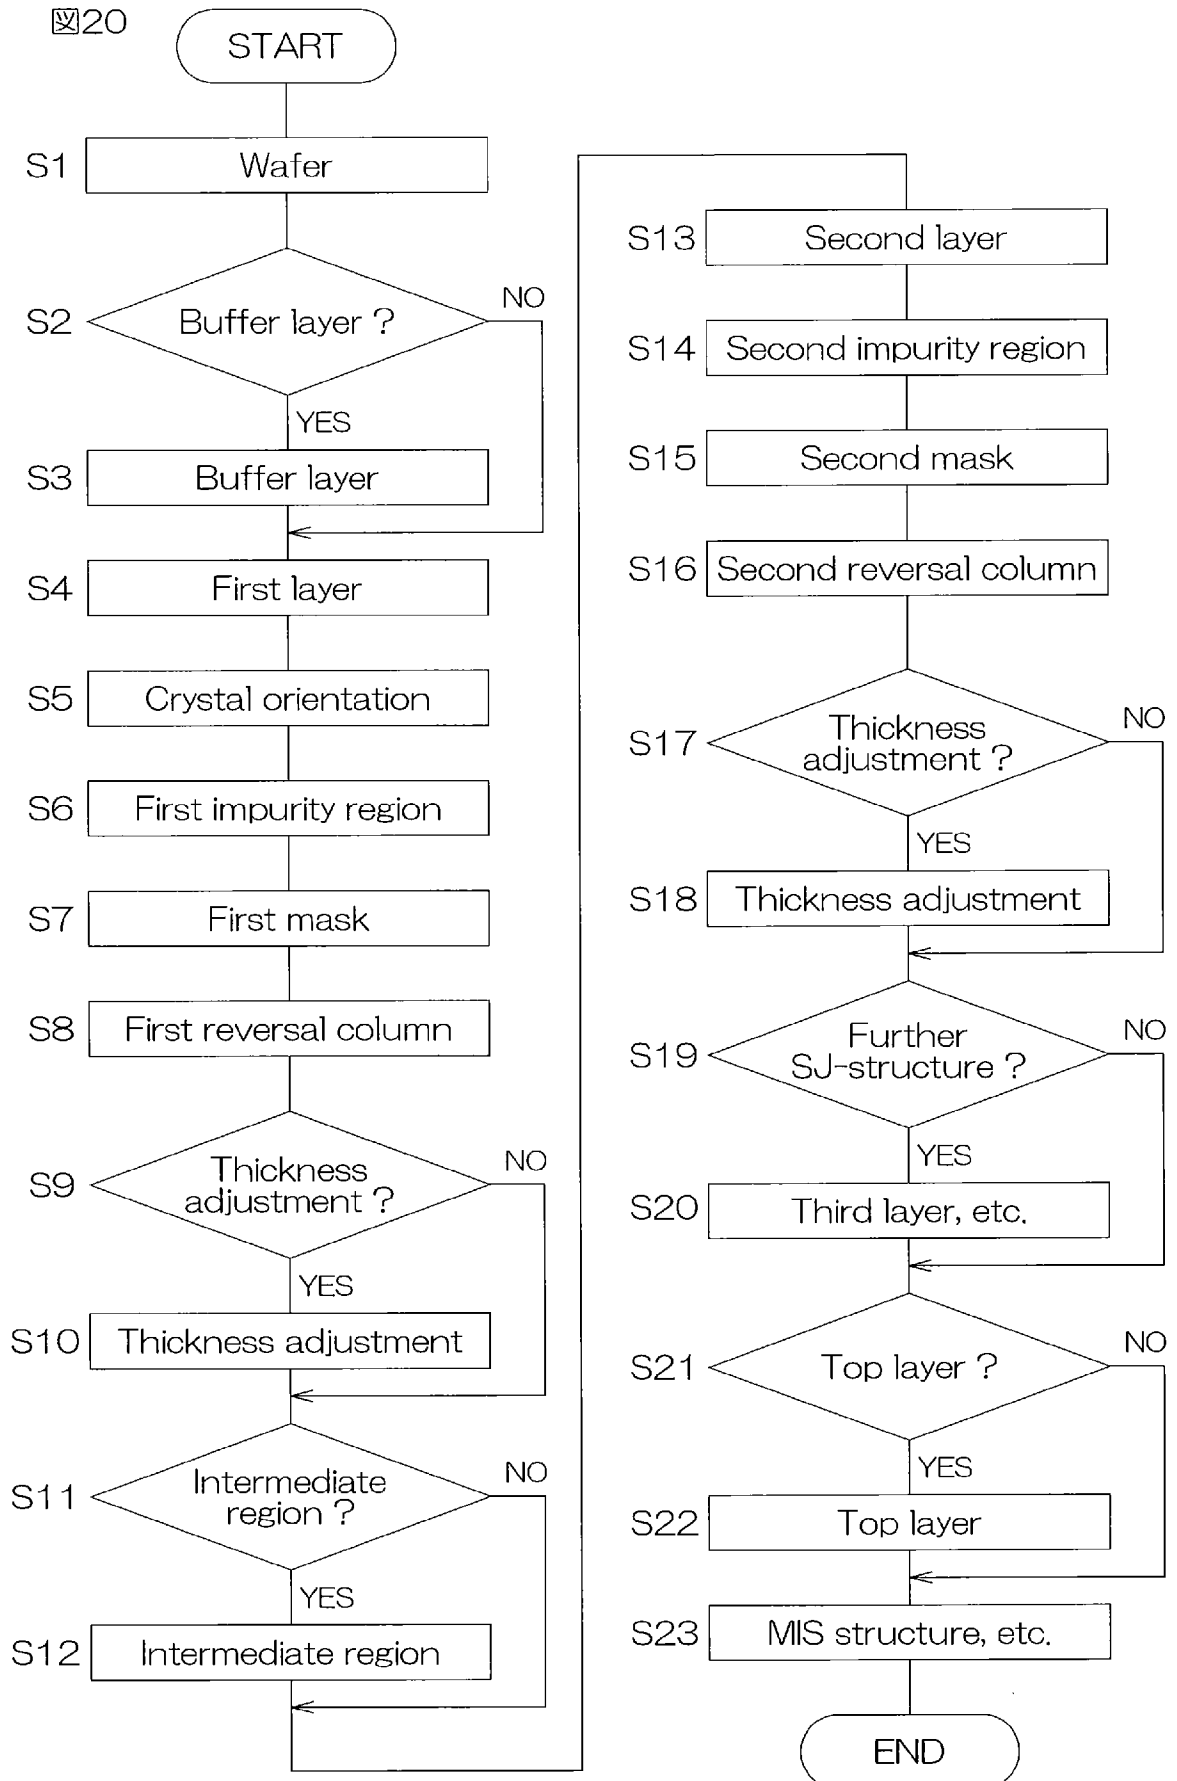 図20
START
S1 Wafer
S2 Buffer layer ? NO
YES
S3 Buffer layer
S4 First layer
S5 Crystal orientation
S6 First impurity region
S7 First mask
S8 First reversal column
S9 Thickness
adjustment ? NO
YES
S10 Thickness adjustment
S11 Intermediate
region ? NO
YES
S12 Intermediate region
S13 Second layer
S14 Second impurity region
S15 Second mask
S16 Second reversal column
S17 Thickness
adjustment ? NO
YES
S18 Thickness adjustment
S19 Further
SJ-structure ? NO
YES
S20 Third layer, etc.
S21 Top layer ? NO
YES
S22 Top layer
S23 MIS structure, etc.
END